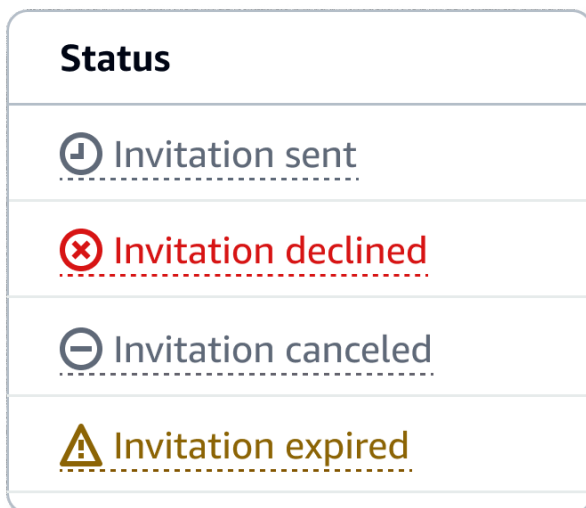 Status
Invitation sent
Invitation declined
Invitation canceled
Invitation expired